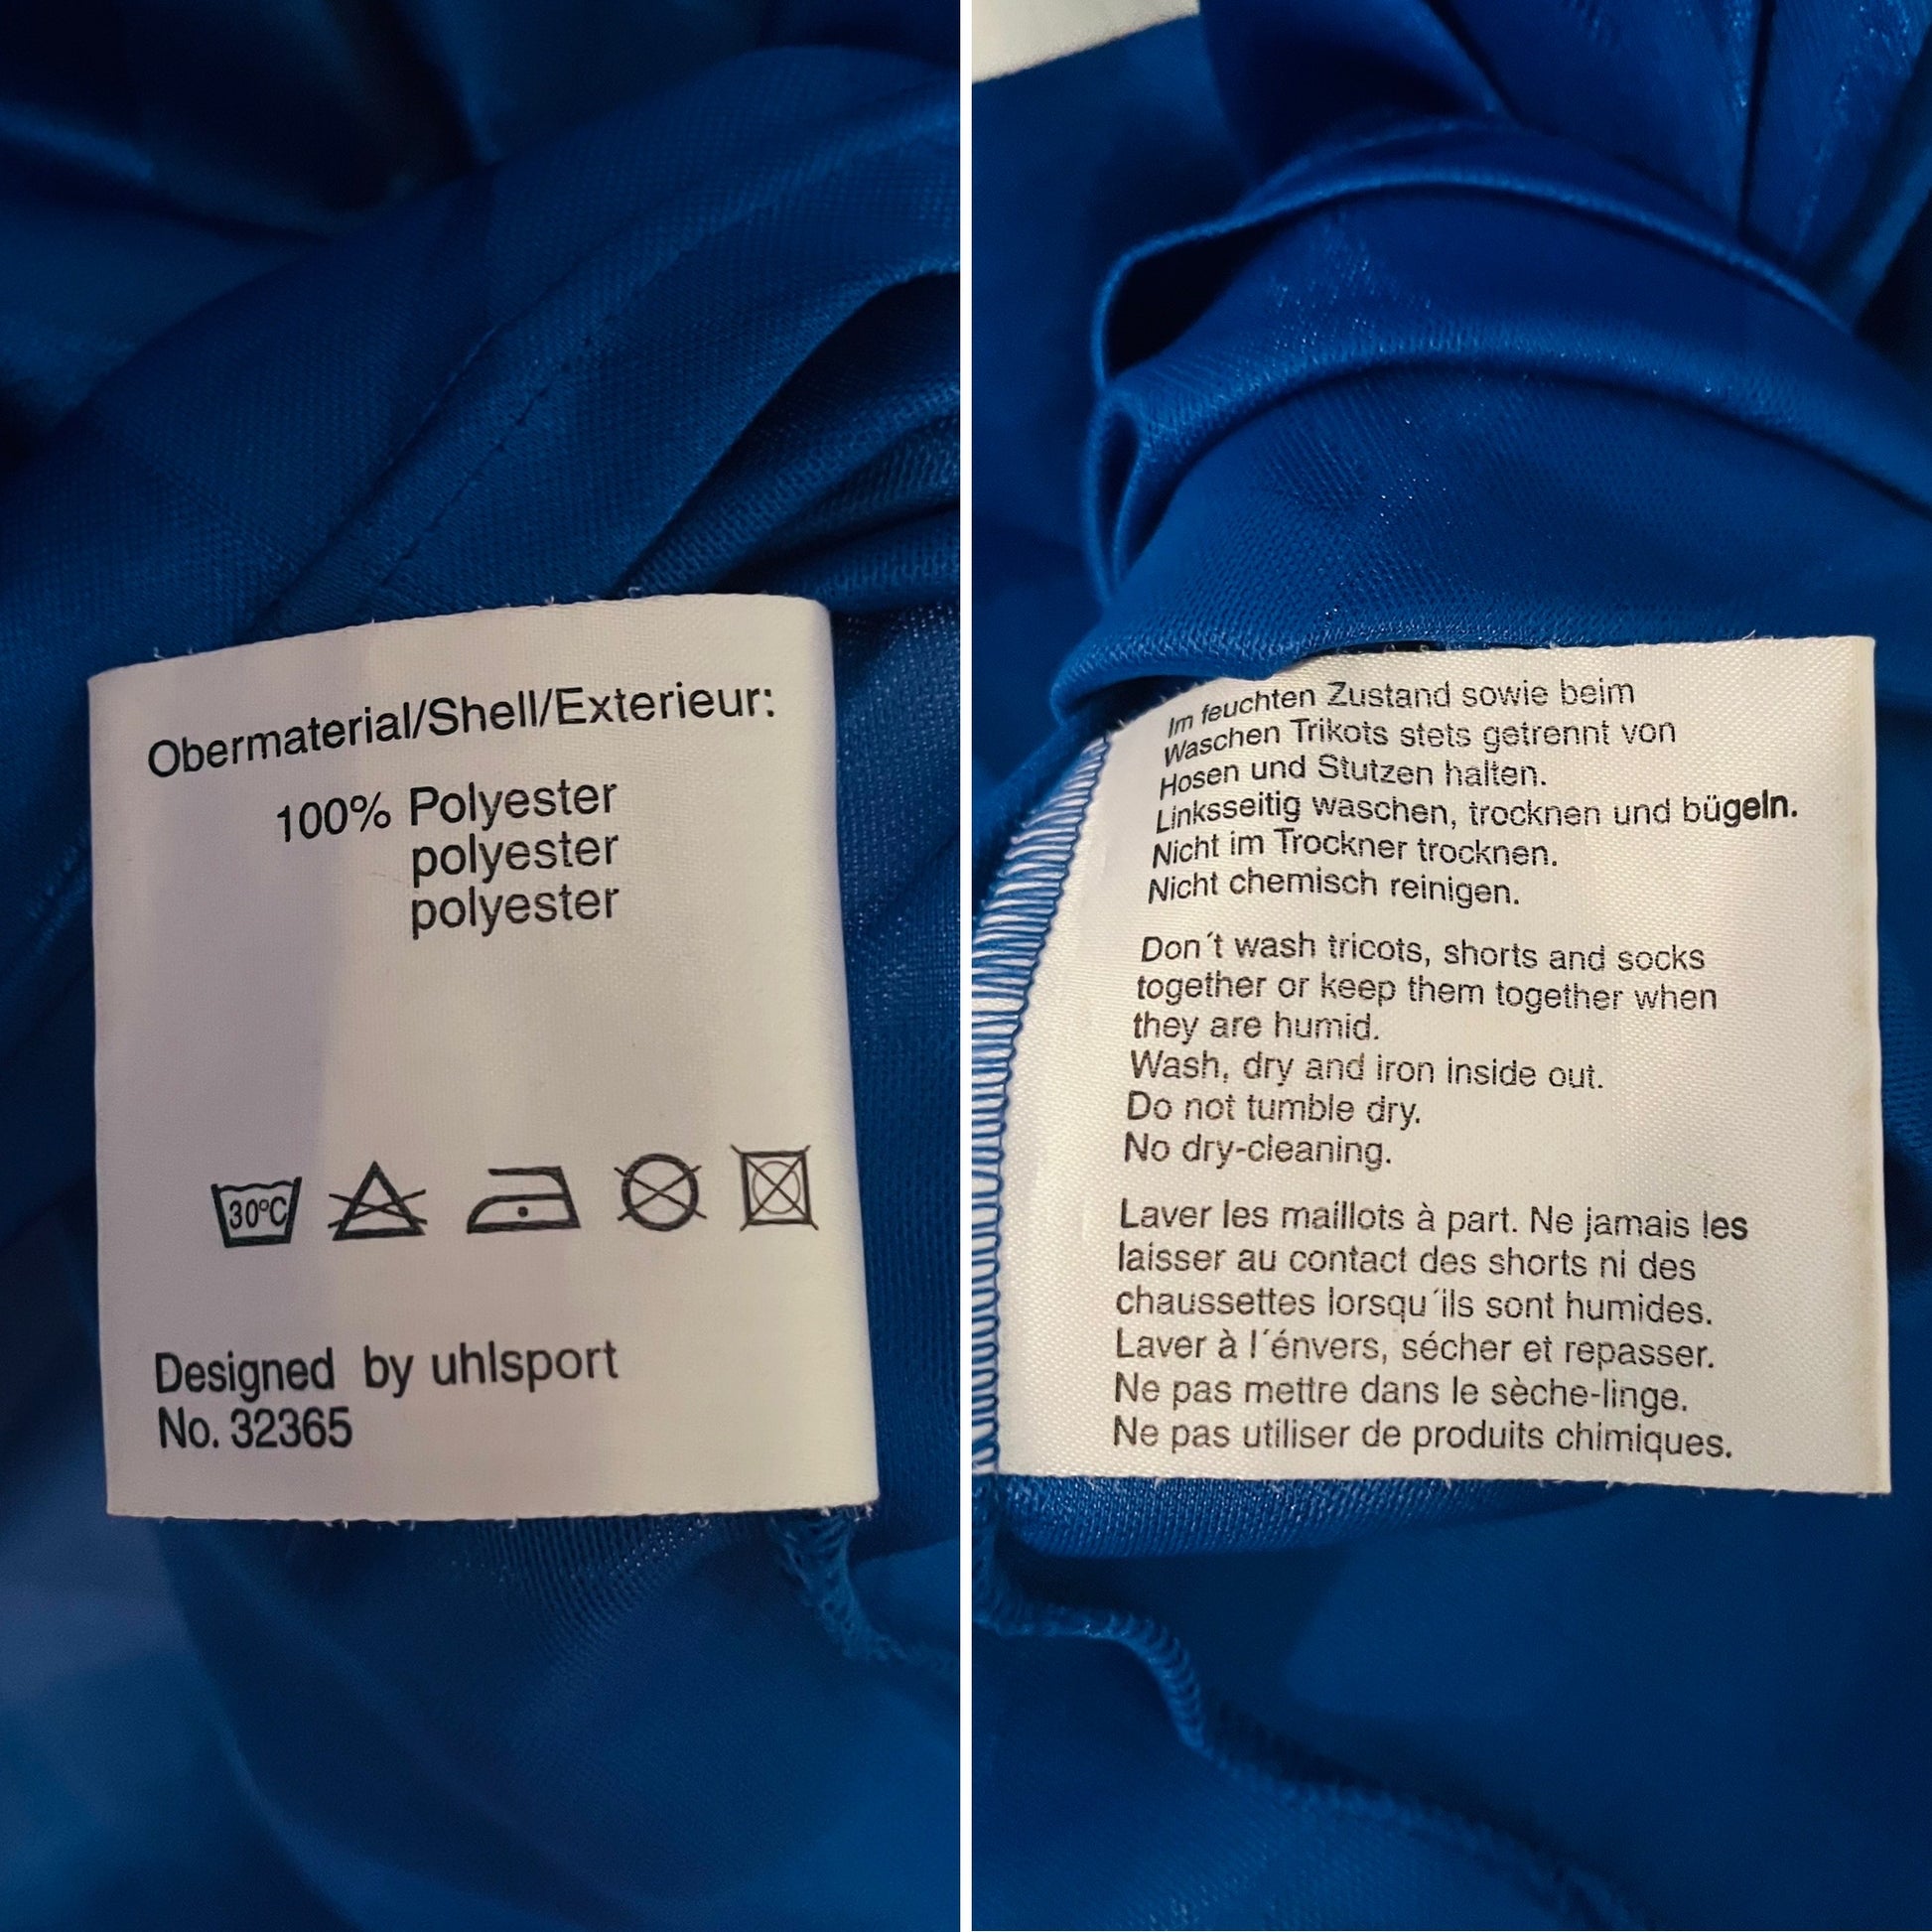 Obermaterial/Shell/Exterieur:
100% Polyester
polyester
polyester
30°C
Designed by uhlsport
No. 32365
Im feuchten Zustand sowie beim
Waschen Trikots stets getrennt von
Hosen und Stutzen halten.
Linksseitig waschen, trocknen und bügeln.
Nicht im Trockner trocknen.
Nicht chemisch reinigen.
Don´t wash tricots, shorts and socks
together or keep them together when
they are humid.
Wash, dry and iron inside out.
Do not tumble dry.
No dry-cleaning.
Laver les maillots à part. Ne jamais les
laisser au contact des shorts ni des
chaussettes lorsqu´ils sont humides.
Laver à l´énvers, sécher et repasser.
Ne pas mettre dans le sèche-linge.
Ne pas utiliser de produits chimiques.